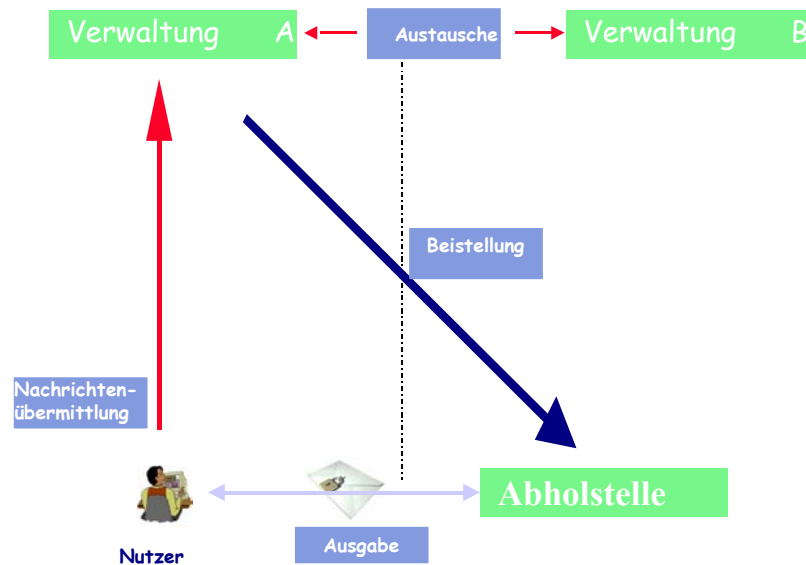 Verwaltung A
Austausche
Verwaltung B
Beistellung
Nachrichten-
übermittlung
Abholstelle
Ausgabe
Nutzer